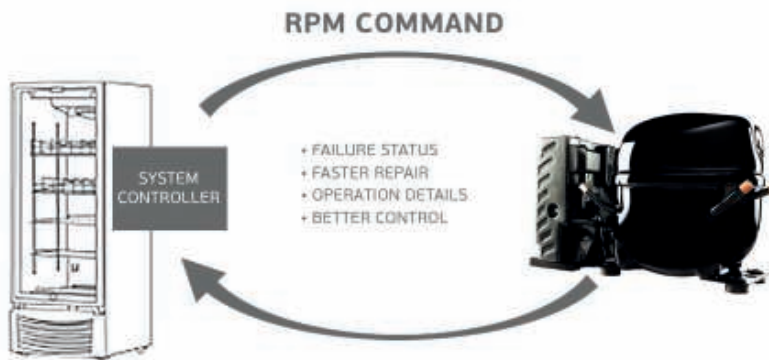 RPM COMMAND
SYSTEM
CONTROLLER
+ FAILURE STATUS
+ FASTER REPAIR
+ OPERATION DETAILS
+ BETTER CONTROL